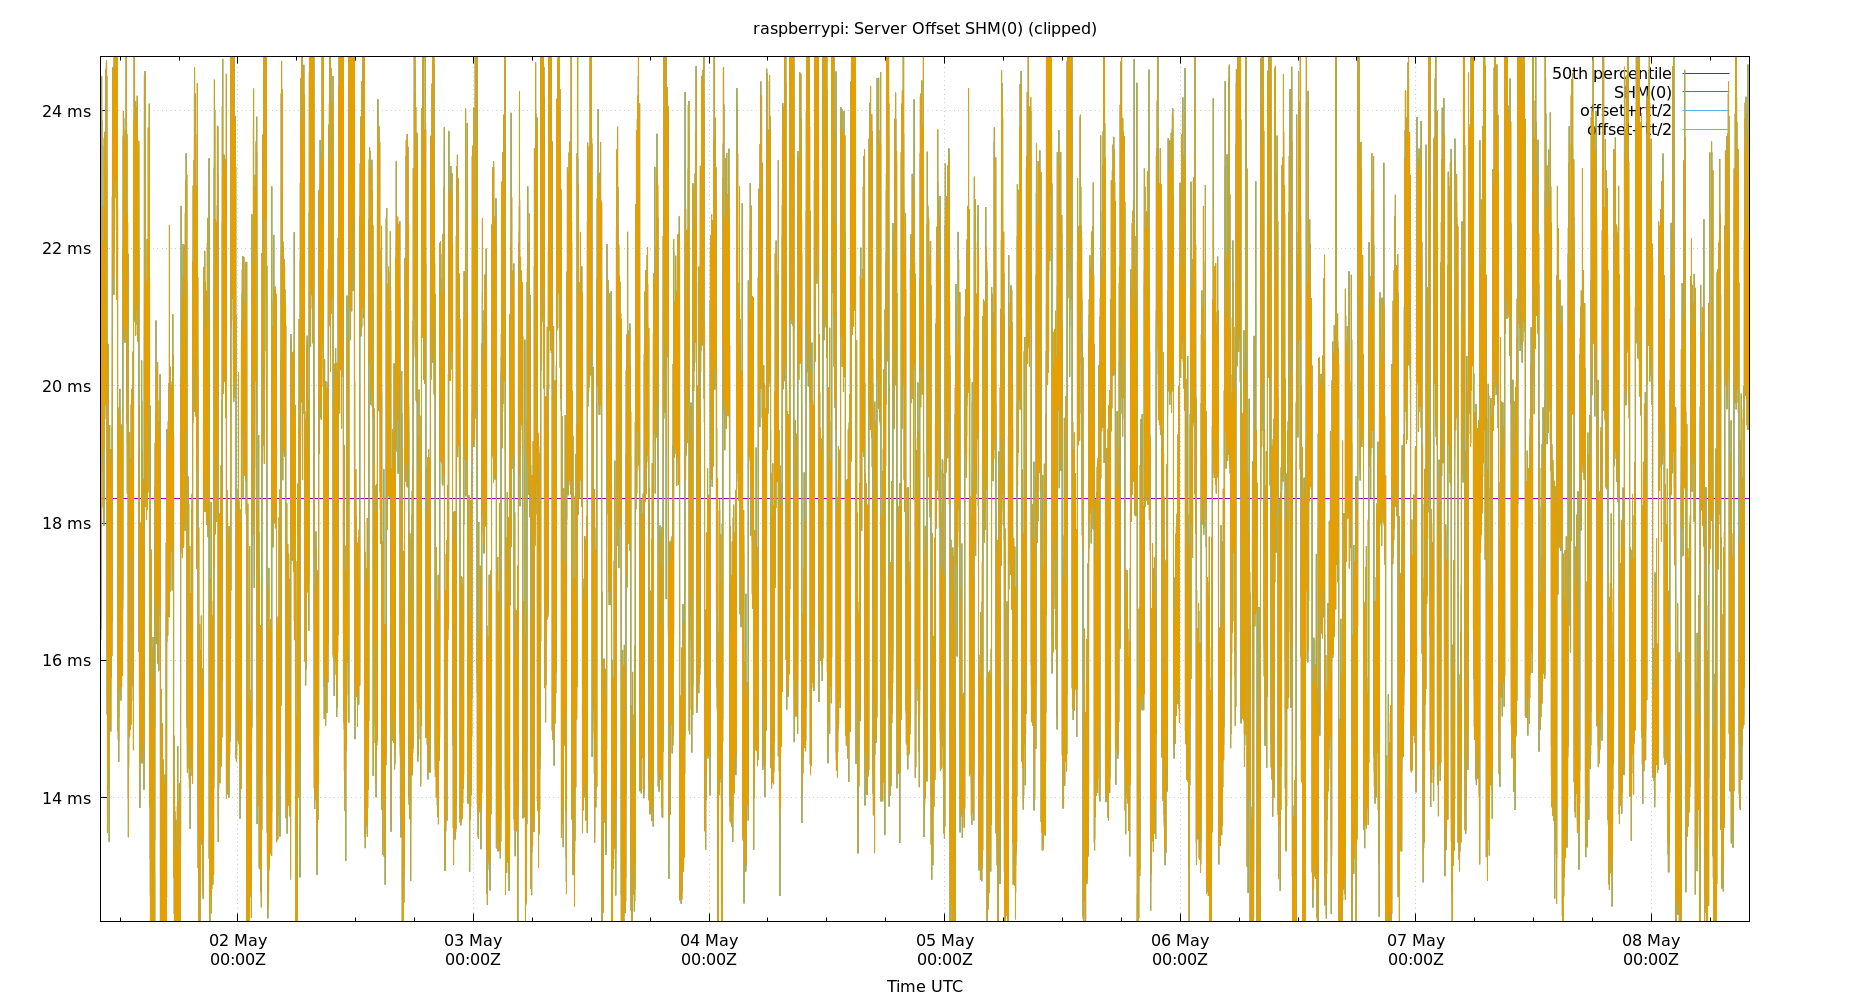 raspberrypi: Server Offset SHM(0) (clipped)
50th percentile
SHM(0)
offset+rtt/2
offset-rtt/2
24 ms
22 ms
20 ms
18 ms
16 ms
14 ms
02 May 03 May 04 May 05 May 06 May 07 May 08 May
00:00Z 00:00Z 00:00Z 00:00Z 00:00Z 00:00Z 00:00Z
Time UTC